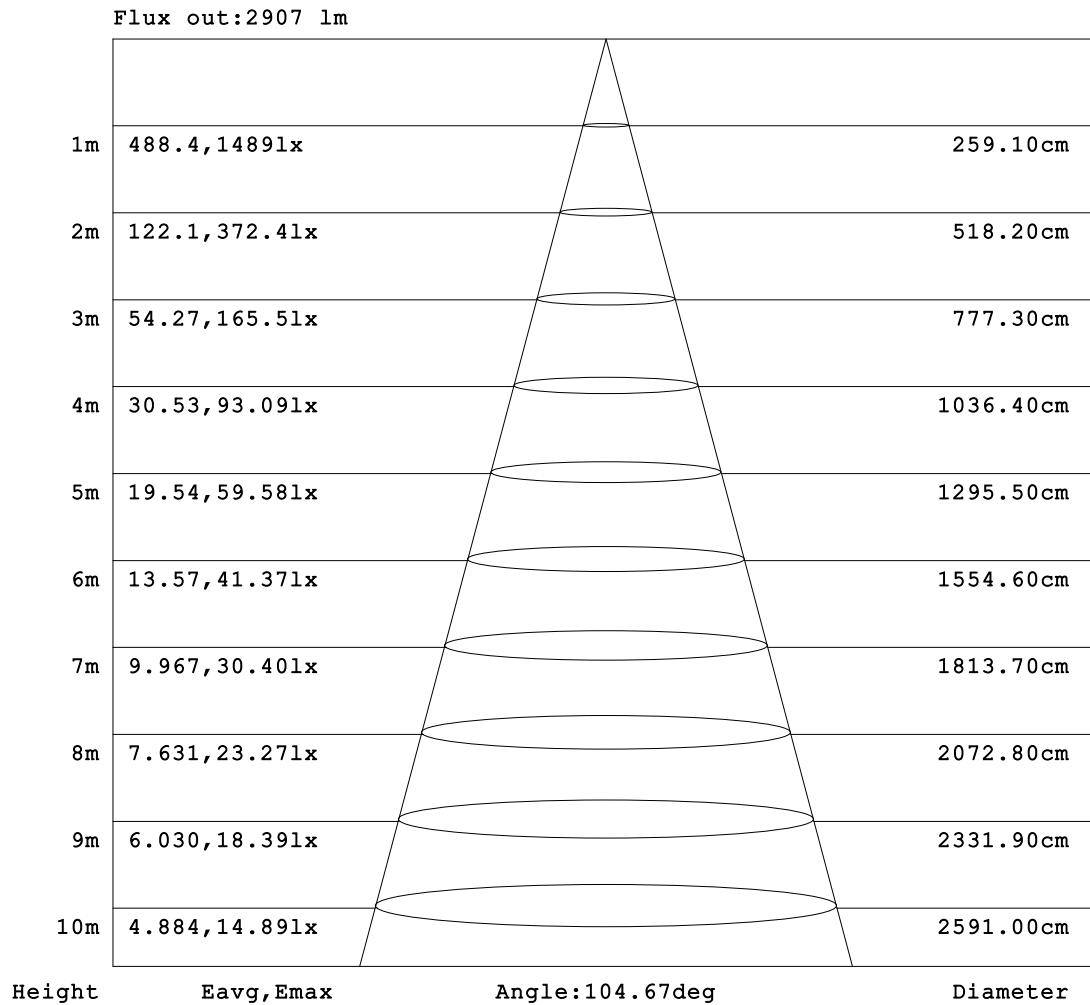 Flux out:2907 lm
1m 488.4,1489lx 259.10cm
2m 122.1,372.4lx 518.20cm
3m 54.27,165.5lx 777.30cm
4m 30.53,93.09lx 1036.40cm
5m 19.54,59.58lx 1295.50cm
6m 13.57,41.37lx 1554.60cm
7m 9.967,30.40lx 1813.70cm
8m 7.631,23.27lx 2072.80cm
9m 6.030,18.39lx 2331.90cm
10m 4.884,14.89lx 2591.00cm
Height Eavg,Emax Angle:104.67deg Diameter